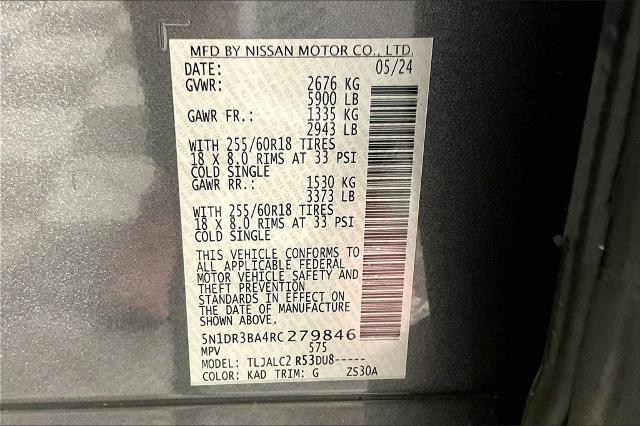 MFD BY NISSAN MOTOR CO., LTD.
DATE: 05/24
GVWR: 2676 KG
5900 LB
GAWR FR.: 1335 KG
2943 LB
WITH 255/60R18 TIRES
18 X 8.0 RIMS AT 33 PSI
COLD SINGLE
GAWR RR.: 1530 KG
3373 LB
WITH 255/60R18 TIRES
18 X 8.0 RIMS AT 33 PSI
COLD SINGLE
THIS VEHICLE CONFORMS TO
ALL APPLICABLE FEDERAL
MOTOR VEHICLE SAFETY AND
THEFT PREVENTION
STANDARDS IN EFFECT ON
THE DATE OF MANUFACTURE
SHOWN ABOVE.
5N1DR3BA4RC279846
MPV 575
MODEL: TLJALC2 R53DU8-----
COLOR: KAD TRIM: G ZS30A